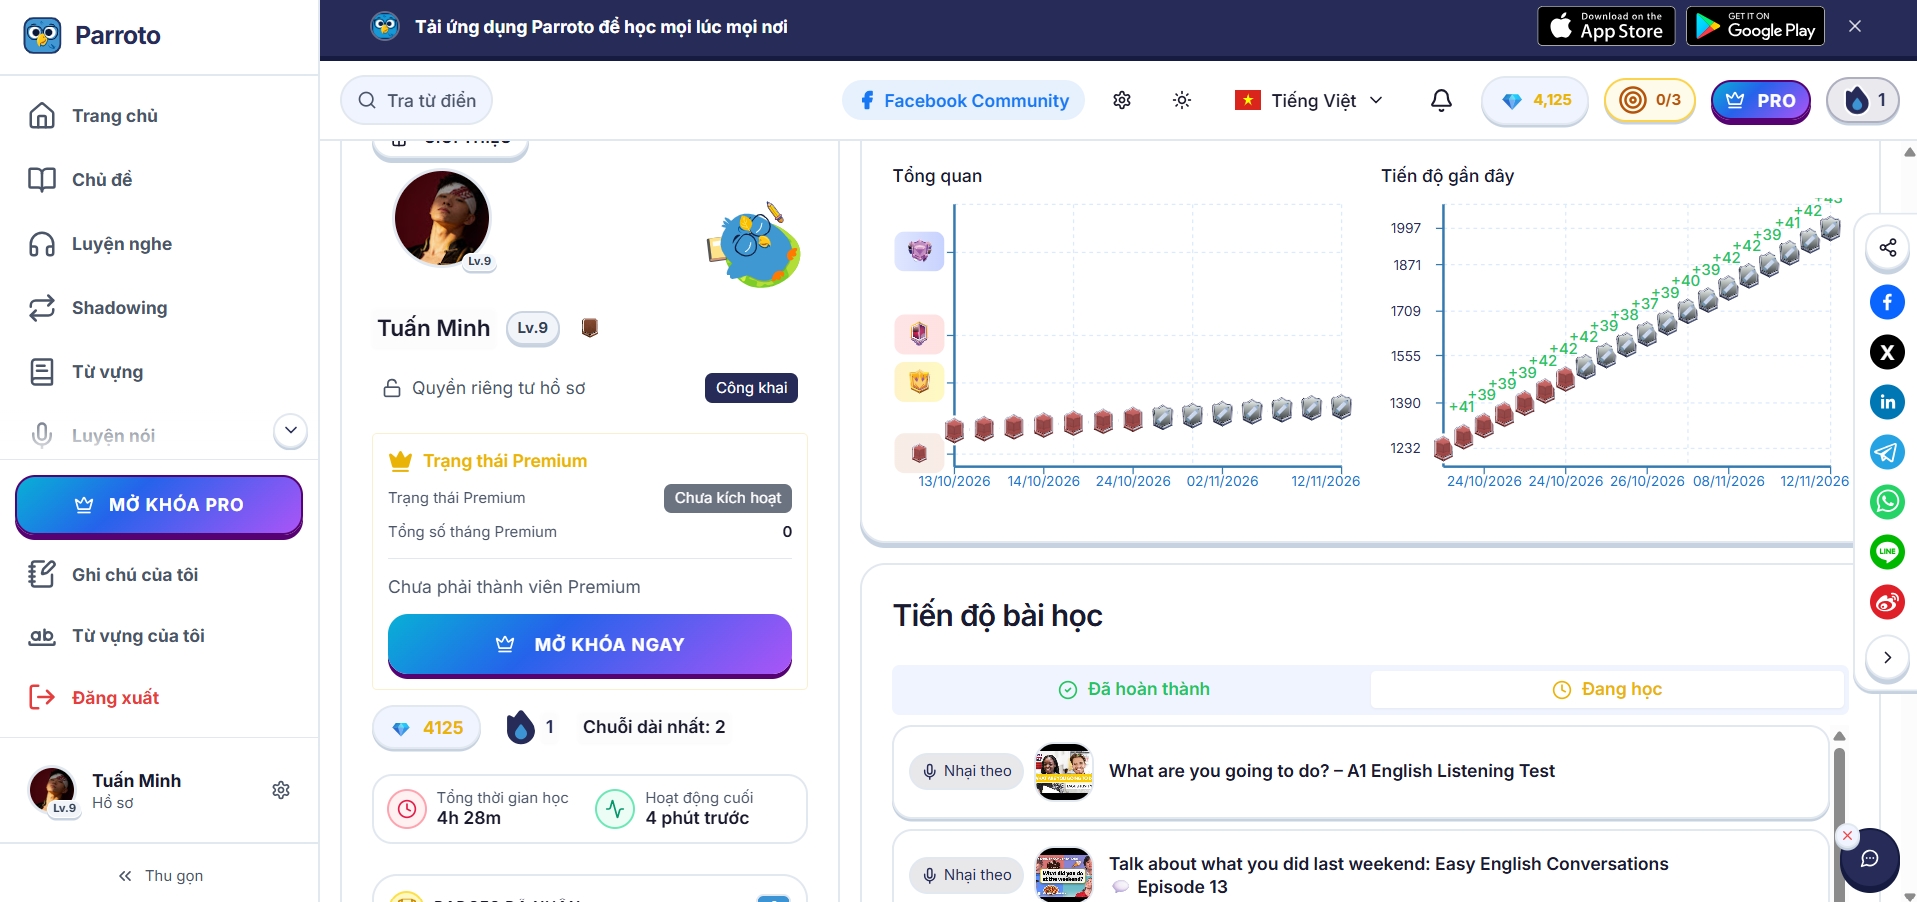 Parroto
Tải ứng dụng Parroto để học mọi lúc mọi nơi
Download on the
App Store
GET IT ON
Google Play
Tra từ điển
Facebook Community
Tiếng Việt
4,125
0/3
PRO
1
Trang chủ
Chủ đề
Luyện nghe
Shadowing
Từ vựng
Luyện nói
MỞ KHÓA PRO
Ghi chú của tôi
Từ vựng của tôi
Đăng xuất
Lv.9
Tuấn Minh
Hồ sơ
Thu gọn
Lv.9
Tuấn Minh
Lv.9
Quyền riêng tư hồ sơ
Công khai
Trạng thái Premium
Trạng thái Premium
Chưa kích hoạt
Tổng số tháng Premium
0
Chưa phải thành viên Premium
MỞ KHÓA NGAY
4125
1
Chuỗi dài nhất: 2
Tổng thời gian học
4h 28m
Hoạt động cuối
4 phút trước
Tổng quan
13/10/2026
14/10/2026
24/10/2026
02/11/2026
12/11/2026
Tiến độ gần đây
1997
1871
1709
1555
1390
1232
+41
+39
+39
+39
+42
+42
+42
+39
+38
+37
+39
+40
+39
+42
+42
+39
+41
+42
+43
24/10/2026
24/10/2026
26/10/2026
08/11/2026
12/11/2026
Tiến độ bài học
Đã hoàn thành
Đang học
Nhại theo
What are you going to do? – A1 English Listening Test
Nhại theo
What did you do
at the weekend?
Talk about what you did last weekend: Easy English Conversations
Episode 13
X
in
LINE